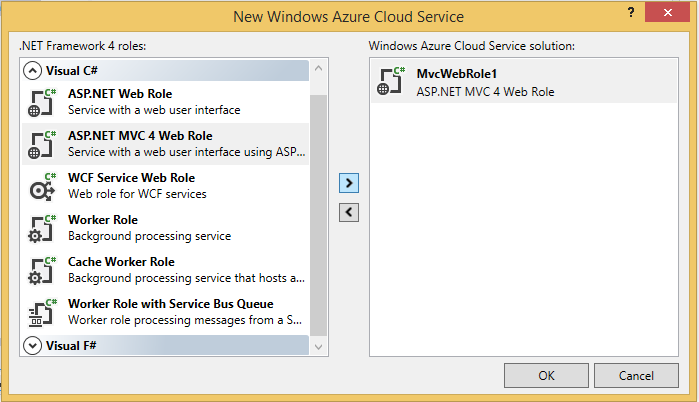 New Windows Azure Cloud Service
?
.NET Framework 4 roles:
Visual C#
C#
ASP.NET Web Role
Service with a web user interface
C#
ASP.NET MVC 4 Web Role
Service with a web user interface using ASP...
C#
WCF Service Web Role
Web role for WCF services
C#
Worker Role
Background processing service
C#
Cache Worker Role
Background processing service that hosts a...
C#
Worker Role with Service Bus Queue
Worker role processing messages from a S...
Visual F#
Windows Azure Cloud Service solution:
C#
MvcWebRole1
ASP.NET MVC 4 Web Role
OK
Cancel